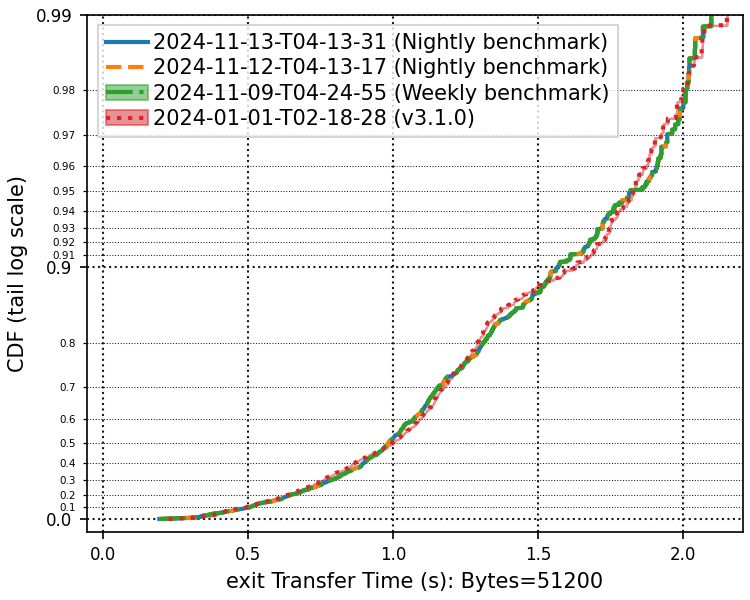 0.99
2024-11-13-T04-13-31 (Nightly benchmark)
2024-11-12-T04-13-17 (Nightly benchmark)
2024-11-09-T04-24-55 (Weekly benchmark)
2024-01-01-T02-18-28 (v3.1.0)
0.98
0.97
0.96
0.95
0.94
0.93
0.92
0.91
0.9
0.8
0.7
0.6
0.5
0.4
0.3
0.2
0.1
0.0
CDF (tail log scale)
0.0 0.5 1.0 1.5 2.0
exit Transfer Time (s): Bytes=51200